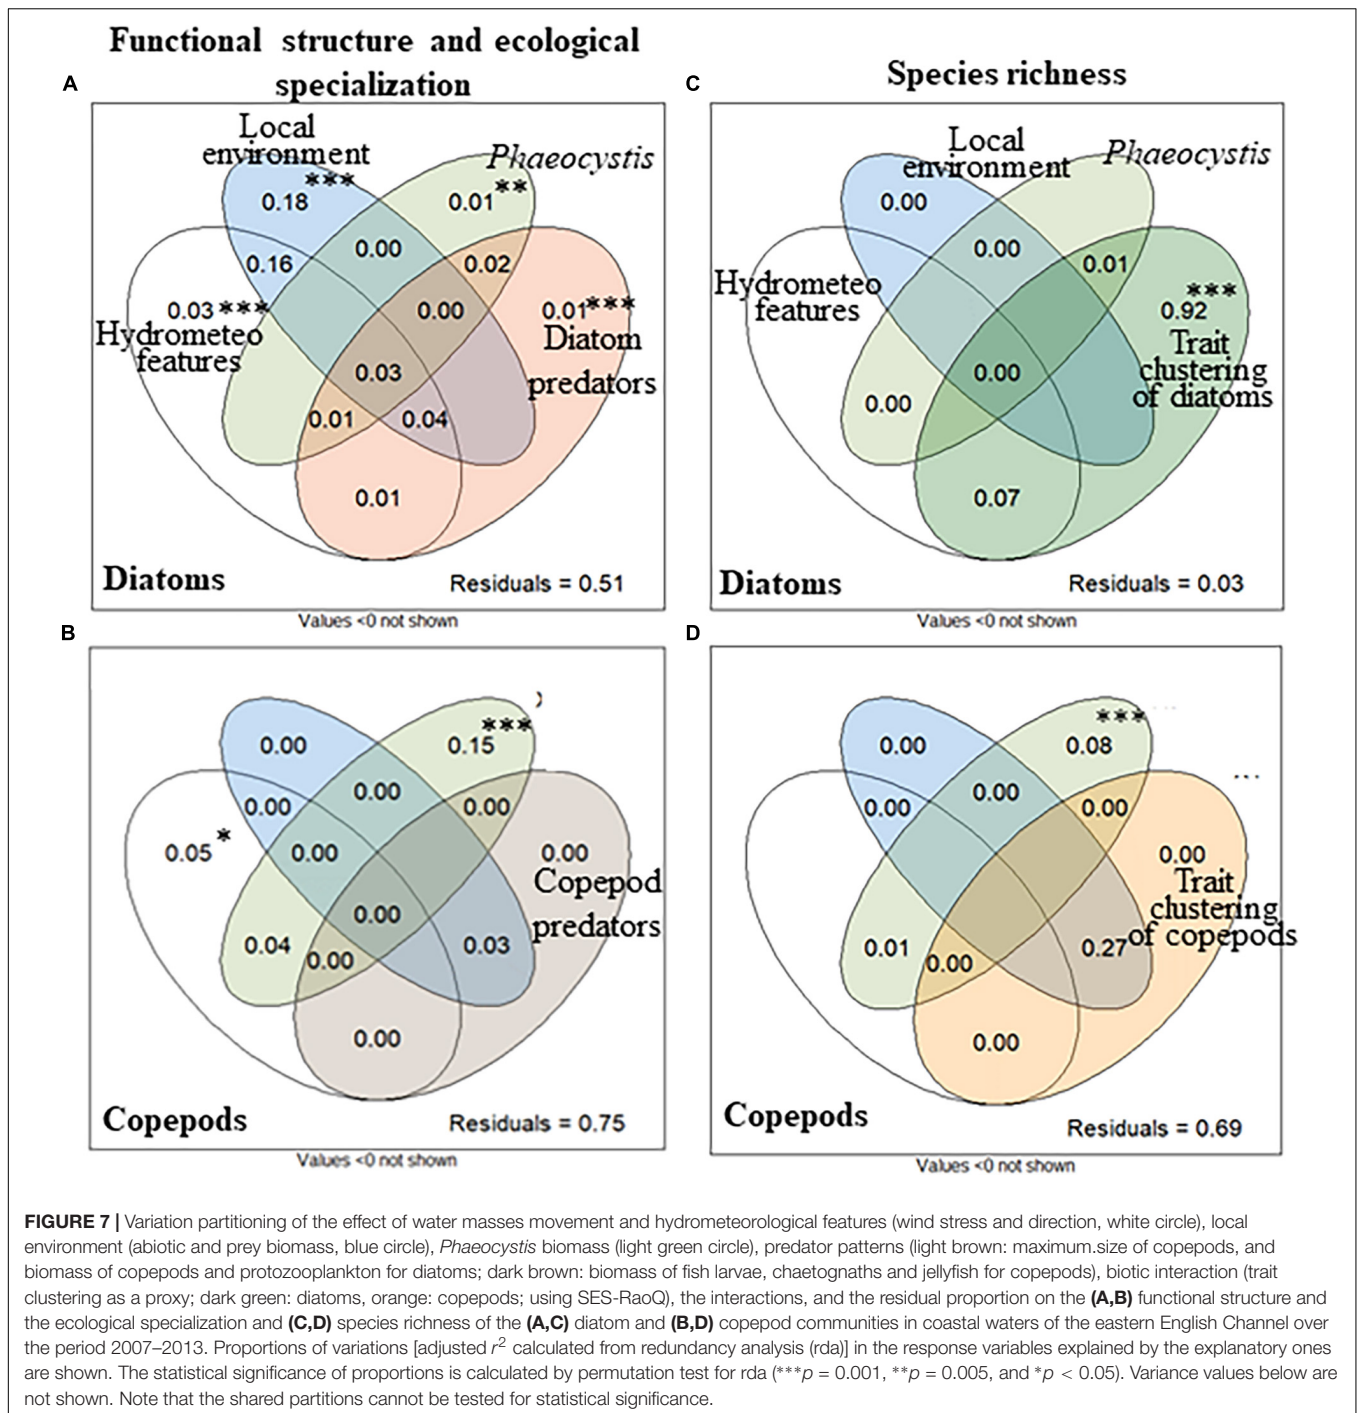 Functional structure and ecological
specialization
Species richness
A
Local
environment
***
Phaeocystis
0.18
0.01 **
0.00
0.16
0.02
0.03 ***
0.00
0.01 ***
Hydrometeo
features
Diatom
predators
0.03
0.01
0.04
0.01
Diatoms
Residuals = 0.51
Values <0 not shown
C
Local
environment
Phaeocystis
0.00
0.00
0.01
Hydrometeo
features
***
0.92
Trait
clustering
of diatoms
0.00
0.00
0.07
Diatoms
Residuals = 0.03
Values <0 not shown
B
***
0.00
0.15
0.00
0.00
0.00
0.05 *
0.00
0.00
Copepod
predators
0.00
0.04
0.00
0.03
0.00
Copepods
Residuals = 0.75
Values <0 not shown
D
***
0.00
0.08
0.00
0.00
0.00
0.00
Trait
clustering
of copepods
0.01
0.00
0.27
0.00
Copepods
Residuals = 0.69
Values <0 not shown
FIGURE 7 | Variation partitioning of the effect of water masses movement and hydrometeorological features (wind stress and direction, white circle), local
environment (abiotic and prey biomass, blue circle), Phaeocystis biomass (light green circle), predator patterns (light brown: maximum.size of copepods, and
biomass of copepods and protozooplankton for diatoms; dark brown: biomass of fish larvae, chaetognaths and jellyfish for copepods), biotic interaction (trait
clustering as a proxy; dark green: diatoms, orange: copepods; using SES-RaoQ), the interactions, and the residual proportion on the (A,B) functional structure and
the ecological specialization and (C,D) species richness of the (A,C) diatom and (B,D) copepod communities in coastal waters of the eastern English Channel over
the period 2007–2013. Proportions of variations [adjusted r² calculated from redundancy analysis (rda)] in the response variables explained by the explanatory ones
are shown. The statistical significance of proportions is calculated by permutation test for rda (***p = 0.001, **p = 0.005, and *p < 0.05). Variance values below are
not shown. Note that the shared partitions cannot be tested for statistical significance.